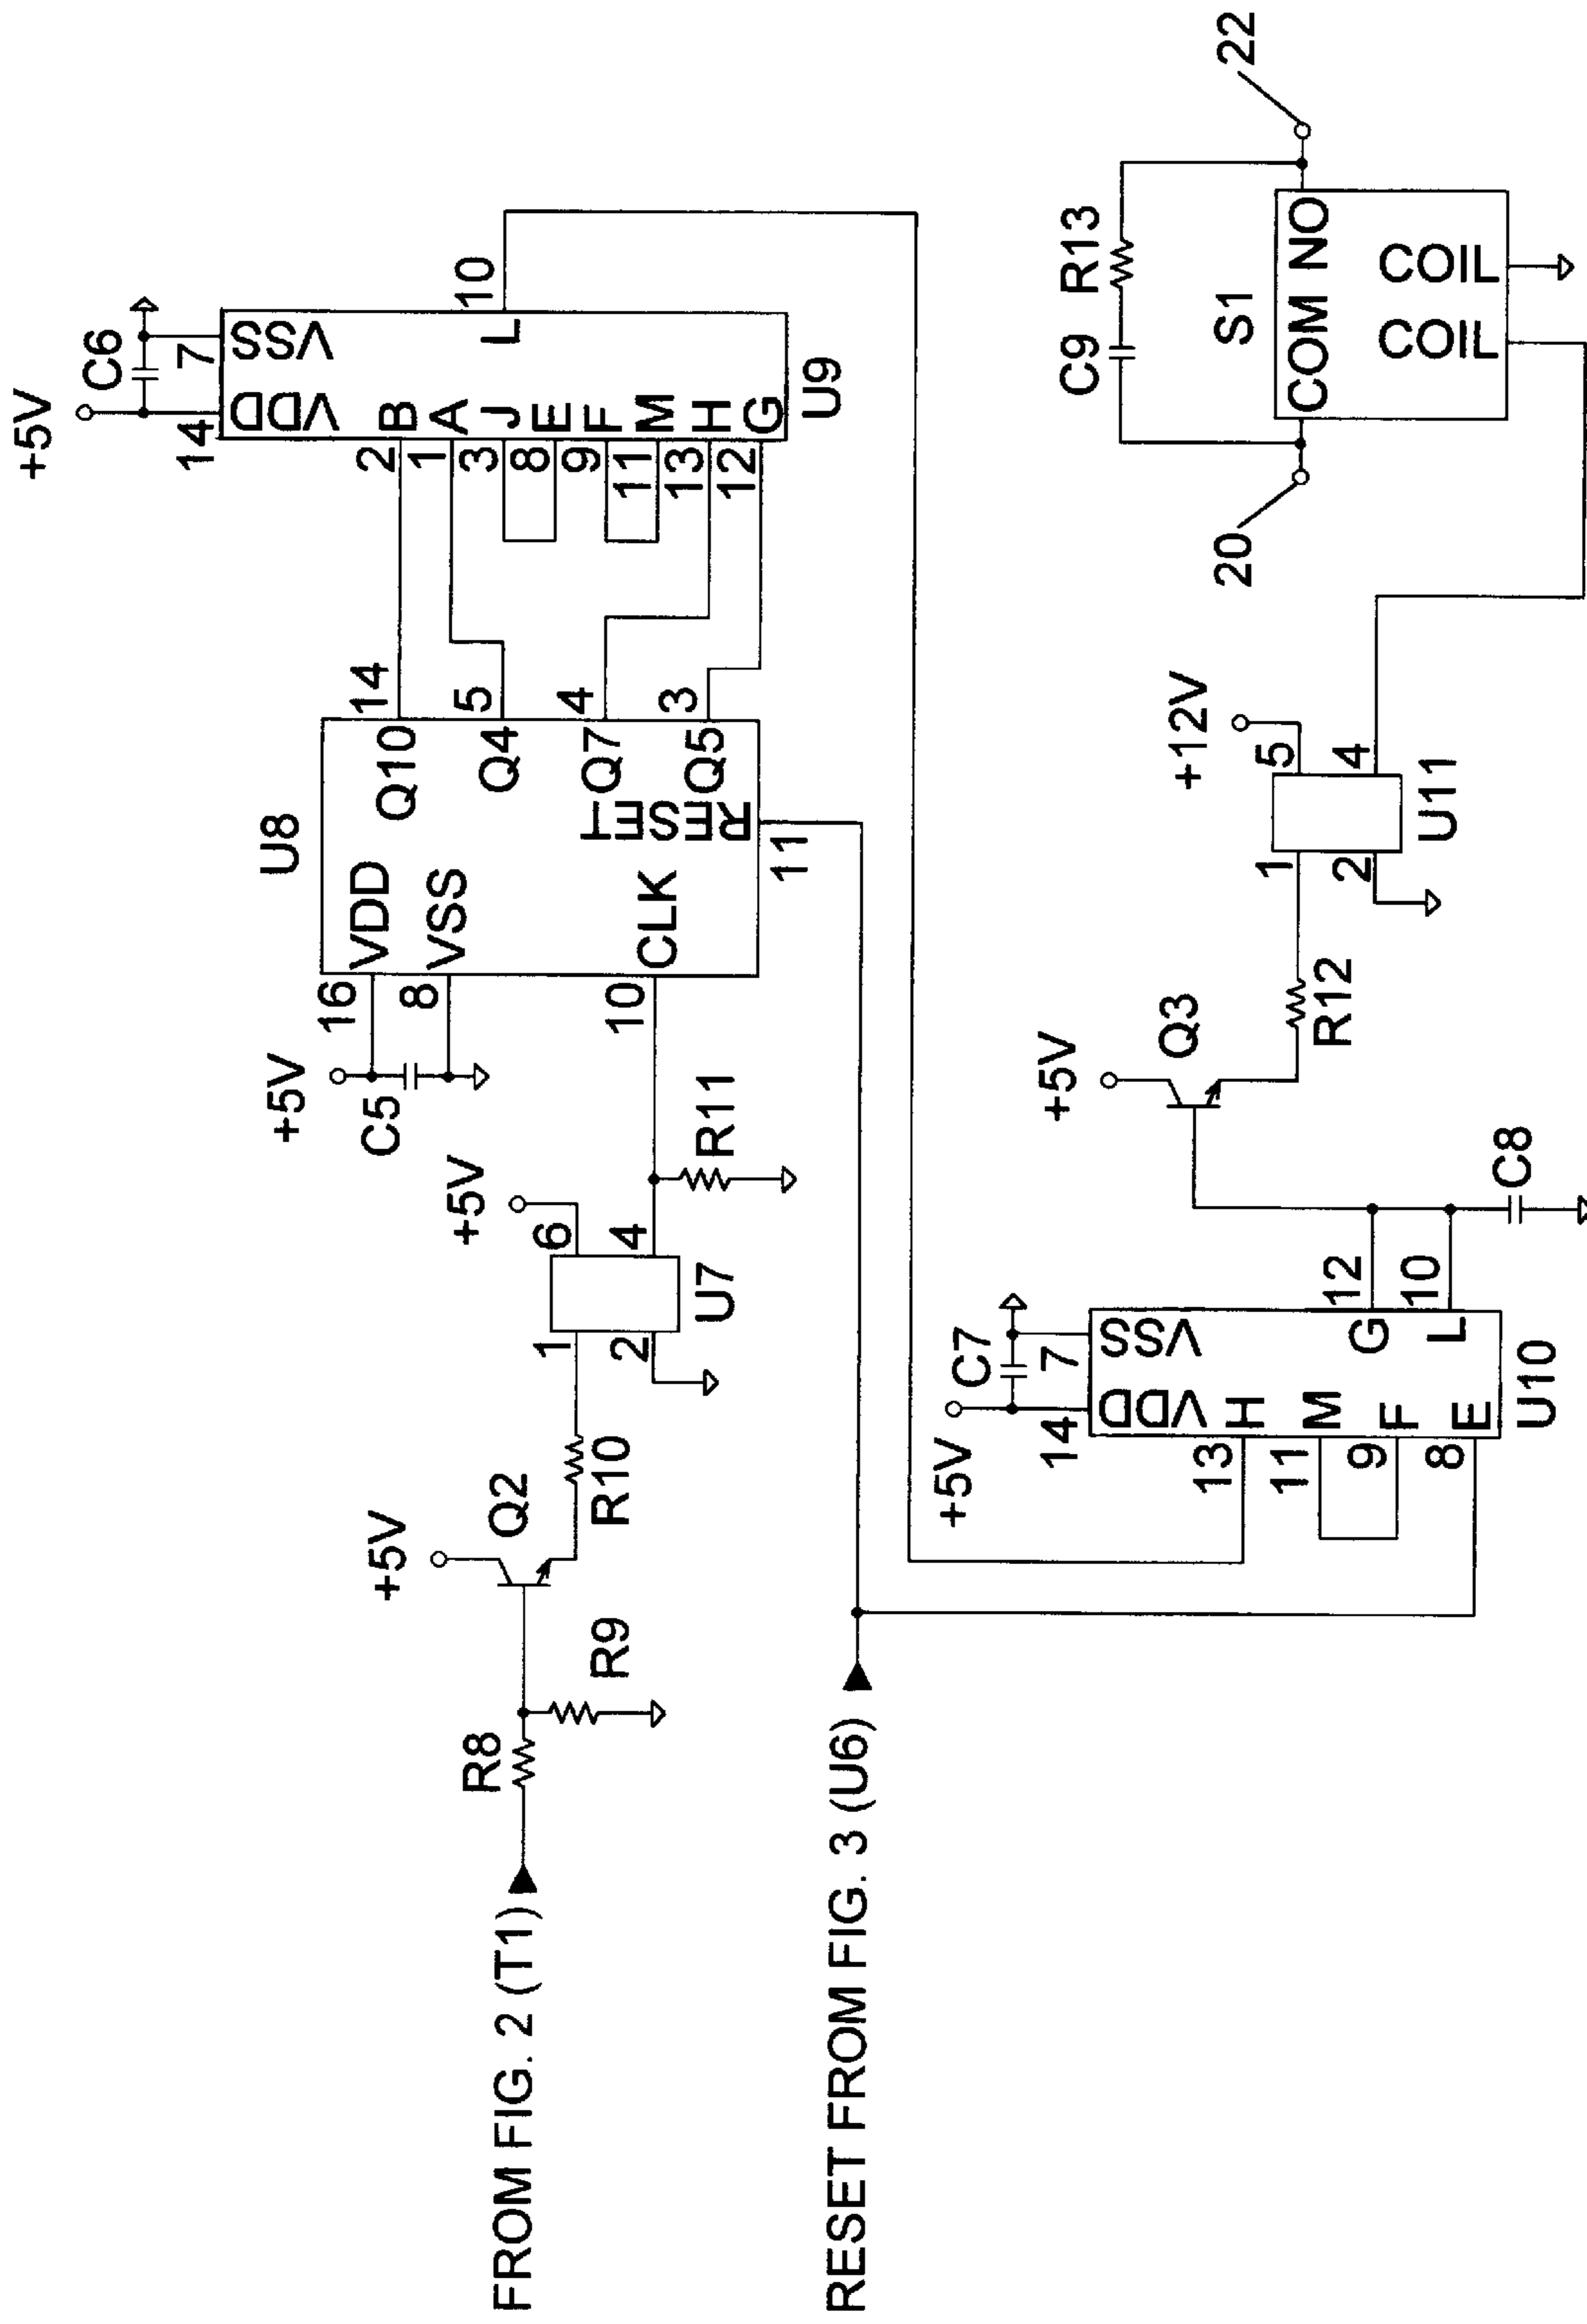 +5V
C6
14
7
VDD
VSS
2
B
1
A
3
J
8
E
9
F
11
M
13
H
12
G
L
10
U9
U8
+5V
C5
16
VDD
8
VSS
10
CLK
Q10
14
Q4
5
Q7
4
Q5
3
RESET
11
FROM FIG. 2 (T1)
R8
R9
+5V
Q2
R10
1
2
U7
+5V
6
4
R11
RESET FROM FIG. 3 (U6)
+5V
C7
14
7
VDD
VSS
13
H
11
M
9
F
8
E
G
12
L
10
U10
C8
+5V
Q3
R12
1
2
U11
+12V
5
4
C9
R13
S1
20
22
COM NO
COIL COIL